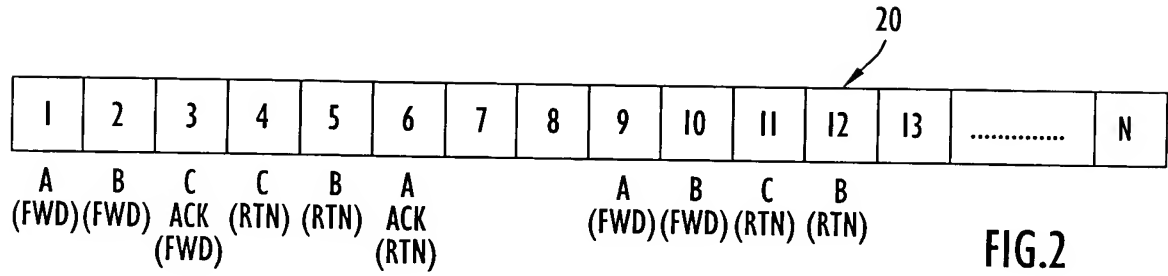 20
1 2 3 4 5 6 7 8 9 10 11 12 13 .............. N
A B C C B A A B C B
(FWD) (FWD) ACK (RTN) (RTN) ACK (FWD) (FWD) (RTN) (RTN)
(FWD) (RTN)
FIG.2